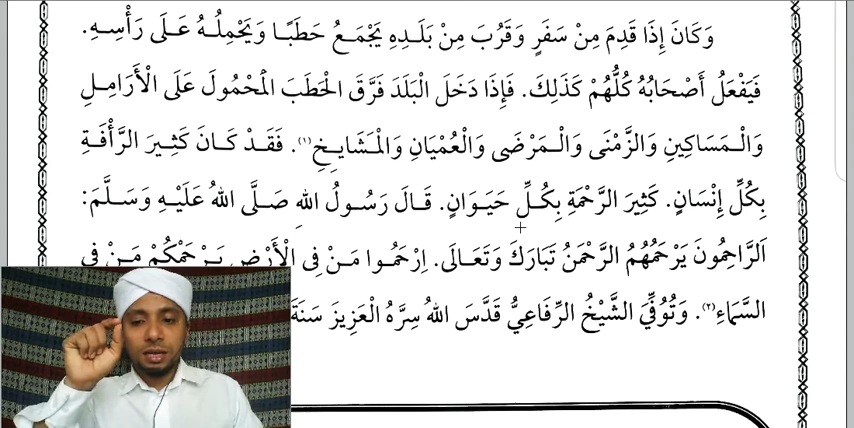 وَكَانَ إِذَا قَدِمَ مِنْ سَفَرٍ وَقَرُبَ مِنْ بَلَدِهِ يَجْمَعُ حَطَبًا وَيَحْمِلُهُ عَلَى رَأْسِهِ.
فَيَفْعَلُ أَصْحَابُهُ كُلُّهُمْ كَذَلِكَ. فَإِذَا دَخَلَ الْبَلَدَ فَرَّقَ الْحَطَبَ الْمَحْمُولَ عَلَى الْأَرَامِلِ
وَالْمَسَاكِينِ وَالزَّمْنَى وَالْمَرْضَى وَالْعُمْيَانِ وَالْمَشَايِخِ(١). فَقَدْ كَانَ كَثِيرَ الرَّأْفَةِ
بِكُلِّ إِنْسَانٍ. كَثِيرَ الرَّحْمَةِ بِكُلِّ حَيَوَانٍ. قَالَ رَسُولُ اللهِ صَلَّى اللهُ عَلَيْهِ وَسَلَّمَ:
اَلرَّاحِمُونَ يَرْحَمُهُمُ الرَّحْمَنُ تَبَارَكَ وَتَعَالَى. اِرْحَمُوا مَنْ فِى الْأَرْضِ يَرْحَمْكُمْ مَنْ فِى
السَّمَاءِ(٢). وَتُوُفِّيَ الشَّيْخُ الرِّفَاعِيُّ قَدَّسَ اللهُ سِرَّهُ الْعَزِيزَ سَنَةَ